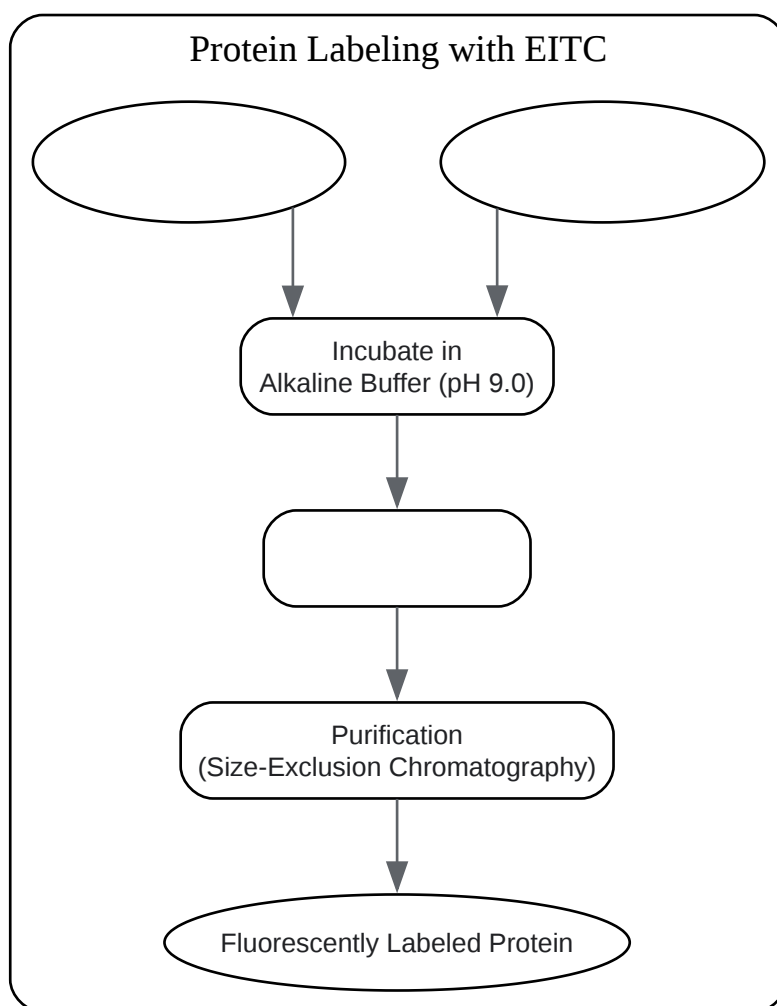 Protein Labeling with EITC
Incubate in
Alkaline Buffer (pH 9.0)
Purification
(Size-Exclusion Chromatography)
Fluorescently Labeled Protein